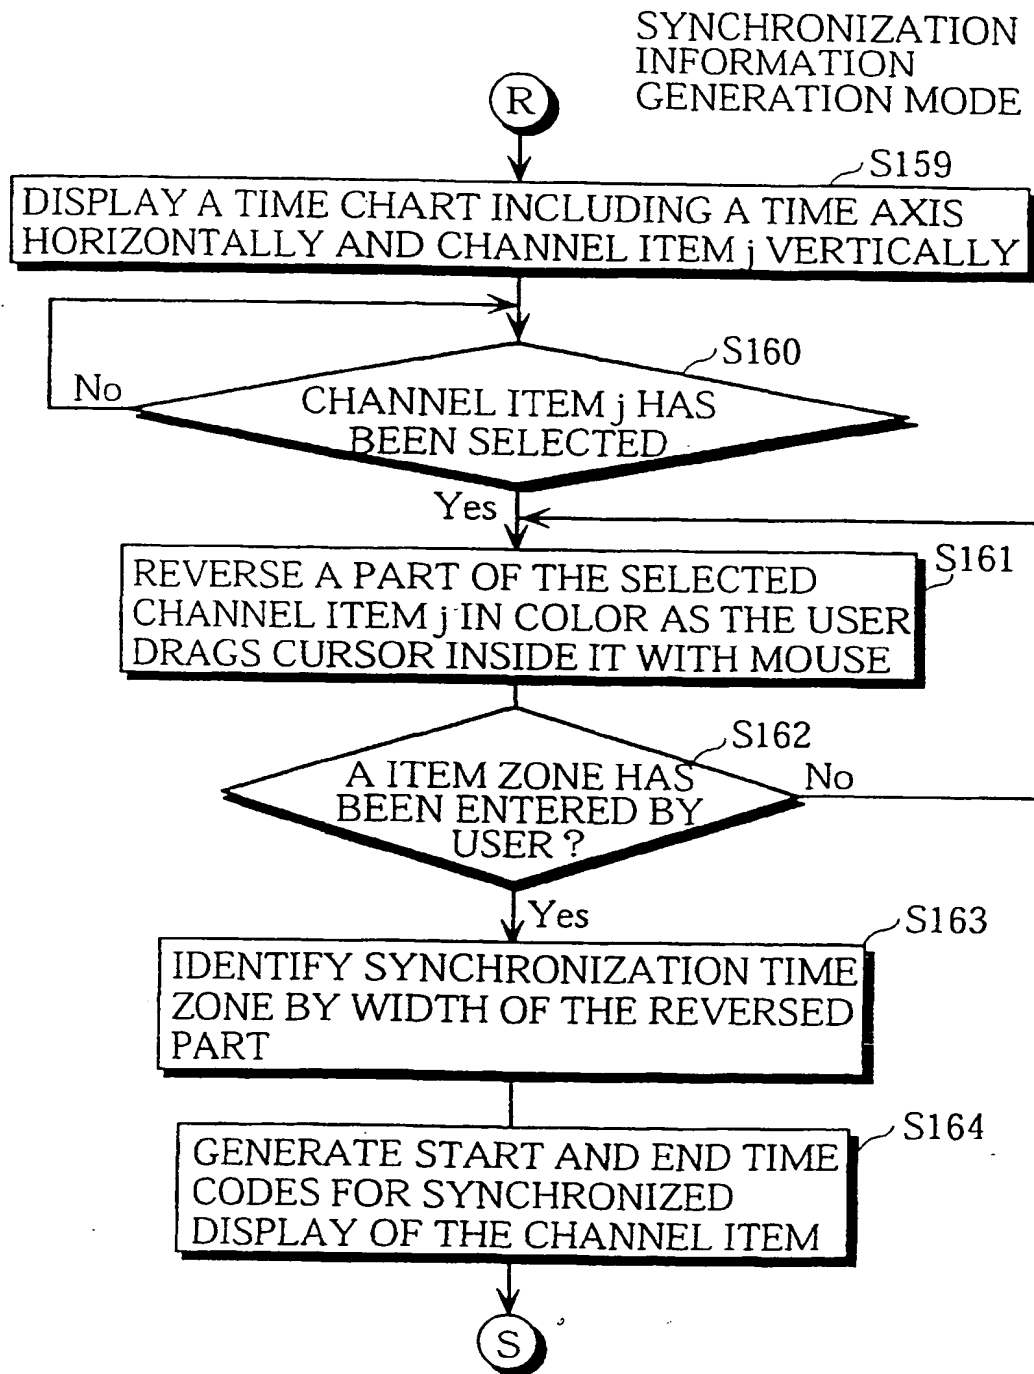 SYNCHRONIZATION
INFORMATION
GENERATION MODE
R
S159
DISPLAY A TIME CHART INCLUDING A TIME AXIS
HORIZONTALLY AND CHANNEL ITEM j VERTICALLY
S160
No
CHANNEL ITEM j HAS
BEEN SELECTED
Yes
S161
REVERSE A PART OF THE SELECTED
CHANNEL ITEM j IN COLOR AS THE USER
DRAGS CURSOR INSIDE IT WITH MOUSE
S162
A ITEM ZONE HAS
BEEN ENTERED BY
USER ?
No
Yes
S163
IDENTIFY SYNCHRONIZATION TIME
ZONE BY WIDTH OF THE REVERSED
PART
S164
GENERATE START AND END TIME
CODES FOR SYNCHRONIZED
DISPLAY OF THE CHANNEL ITEM
S